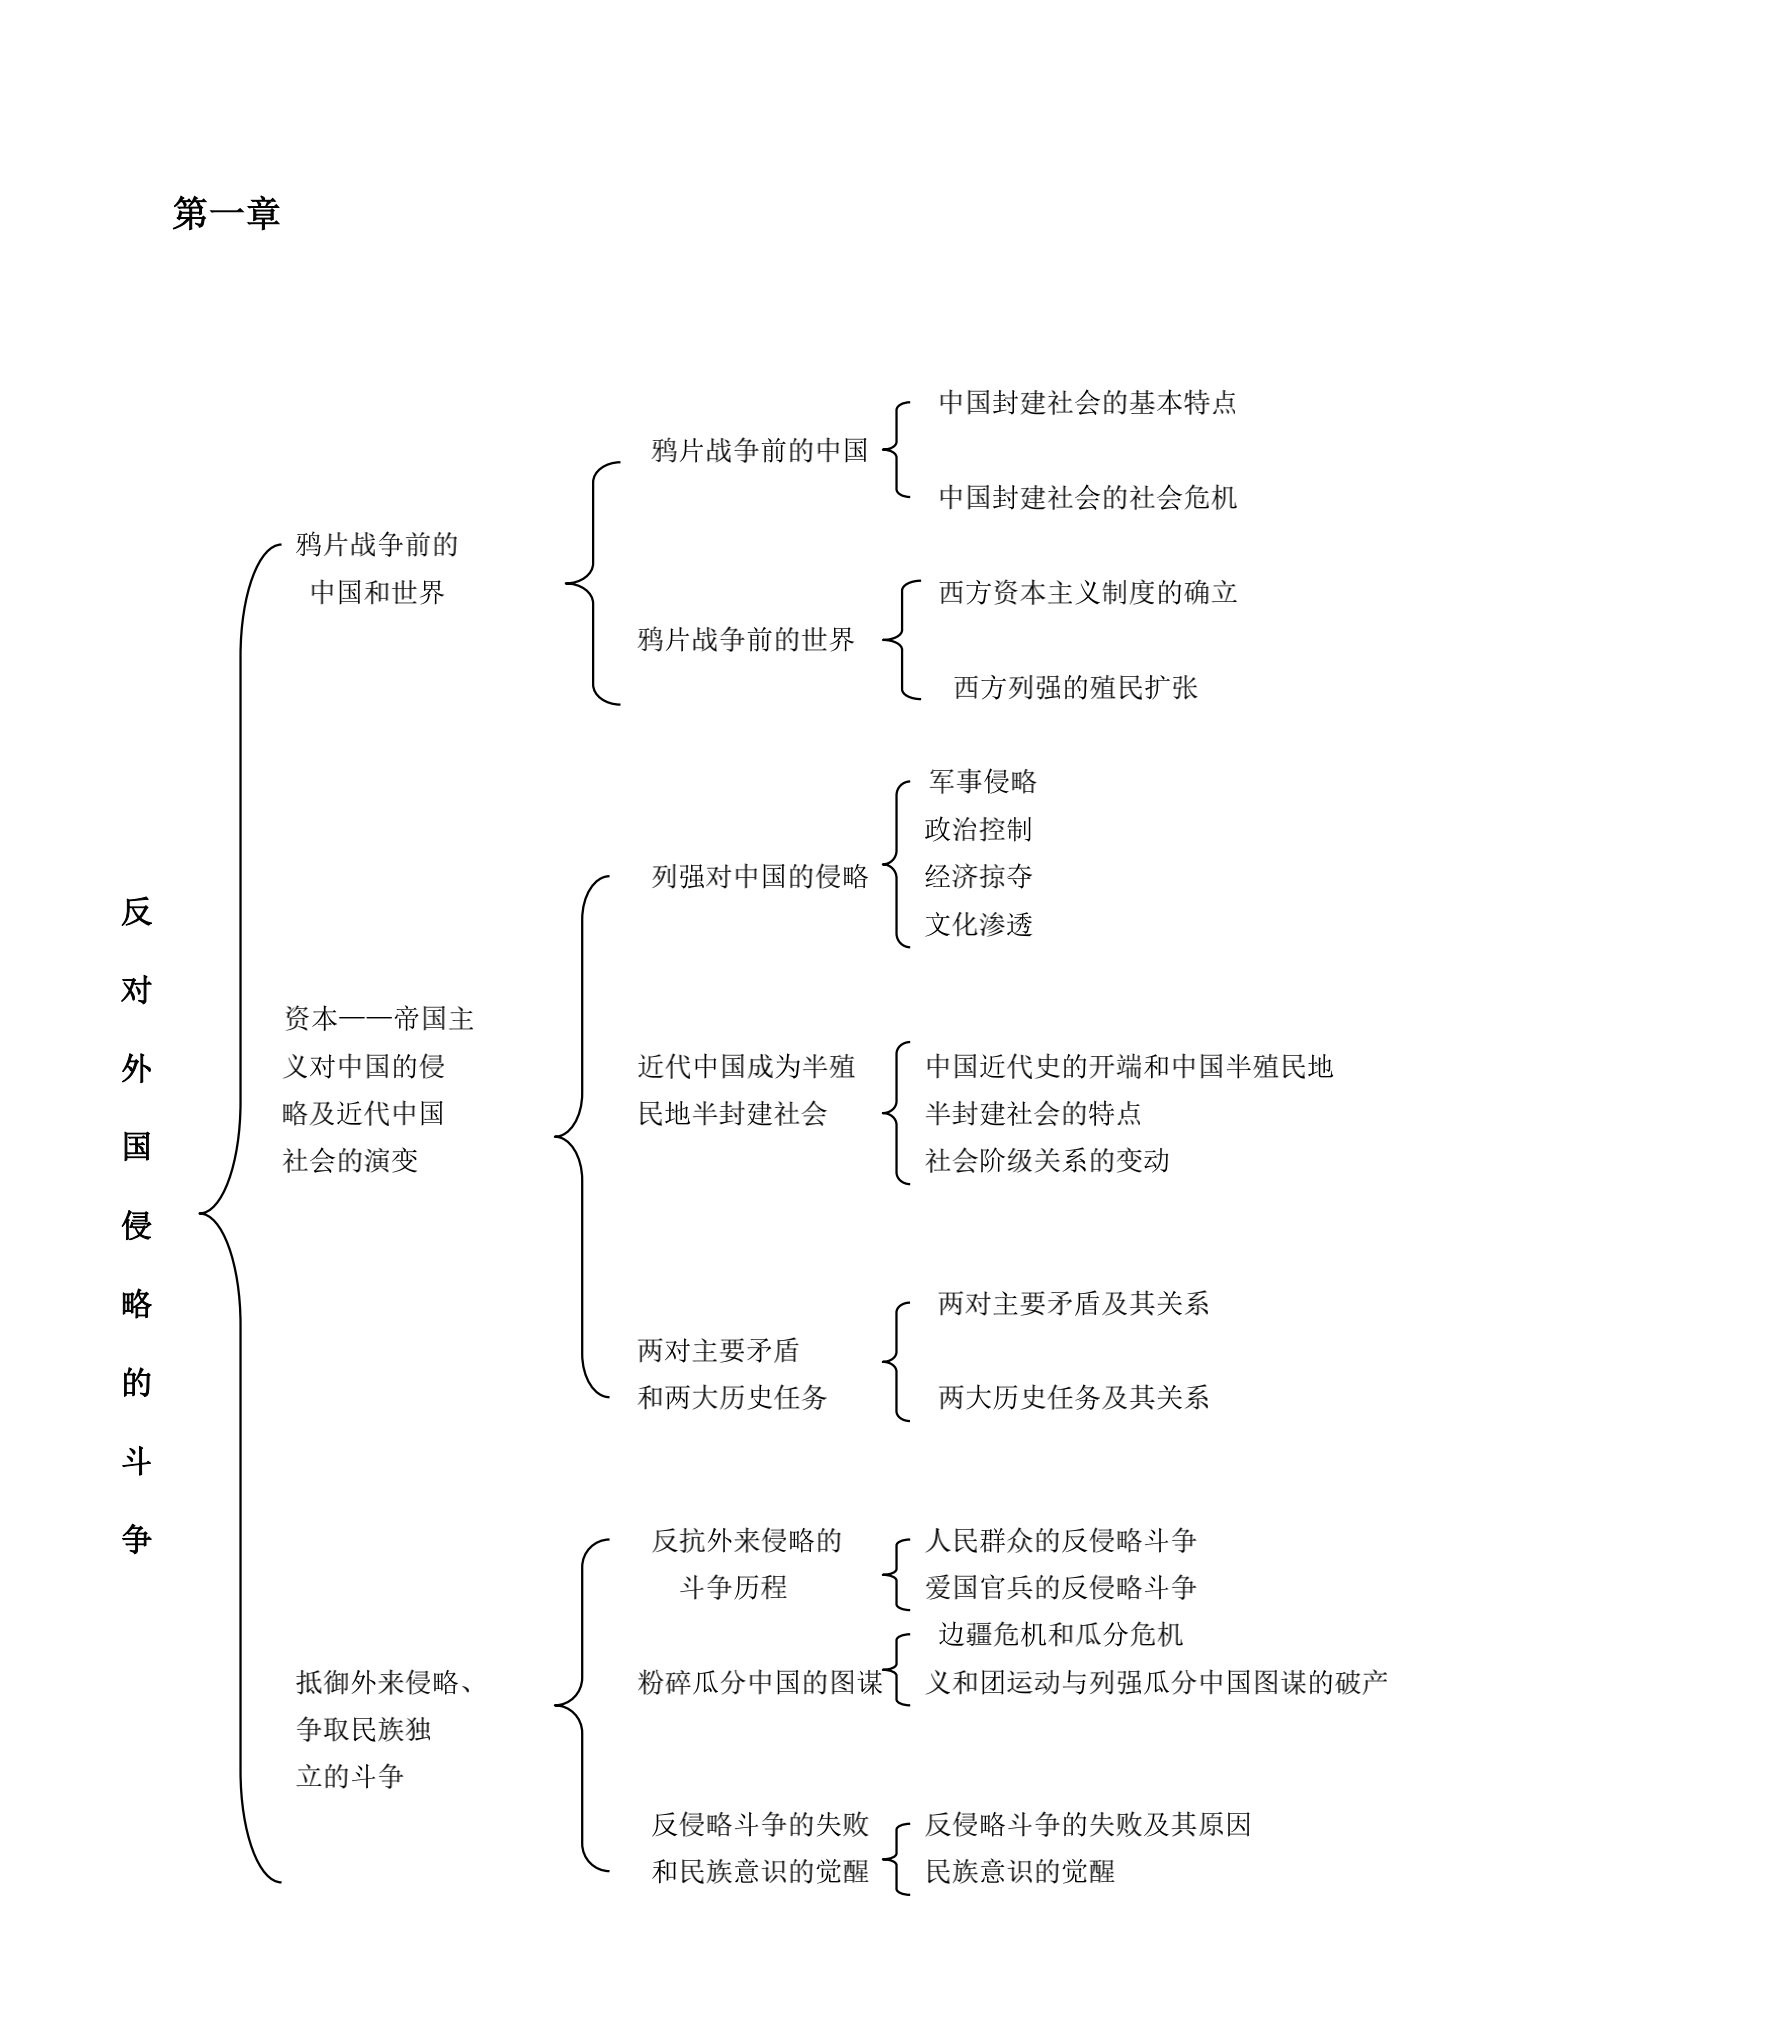 第一章
反对外国侵略的斗争
鸦片战争前的
中国和世界
鸦片战争前的中国
中国封建社会的基本特点
中国封建社会的社会危机
鸦片战争前的世界
西方资本主义制度的确立
西方列强的殖民扩张
资本——帝国主
义对中国的侵
略及近代中国
社会的演变
列强对中国的侵略
军事侵略
政治控制
经济掠夺
文化渗透
近代中国成为半殖
民地半封建社会
中国近代史的开端和中国半殖民地
半封建社会的特点
社会阶级关系的变动
两对主要矛盾
和两大历史任务
两对主要矛盾及其关系
两大历史任务及其关系
抵御外来侵略、
争取民族独
立的斗争
反抗外来侵略的
斗争历程
人民群众的反侵略斗争
爱国官兵的反侵略斗争
粉碎瓜分中国的图谋
边疆危机和瓜分危机
义和团运动与列强瓜分中国图谋的破产
反侵略斗争的失败
和民族意识的觉醒
反侵略斗争的失败及其原因
民族意识的觉醒